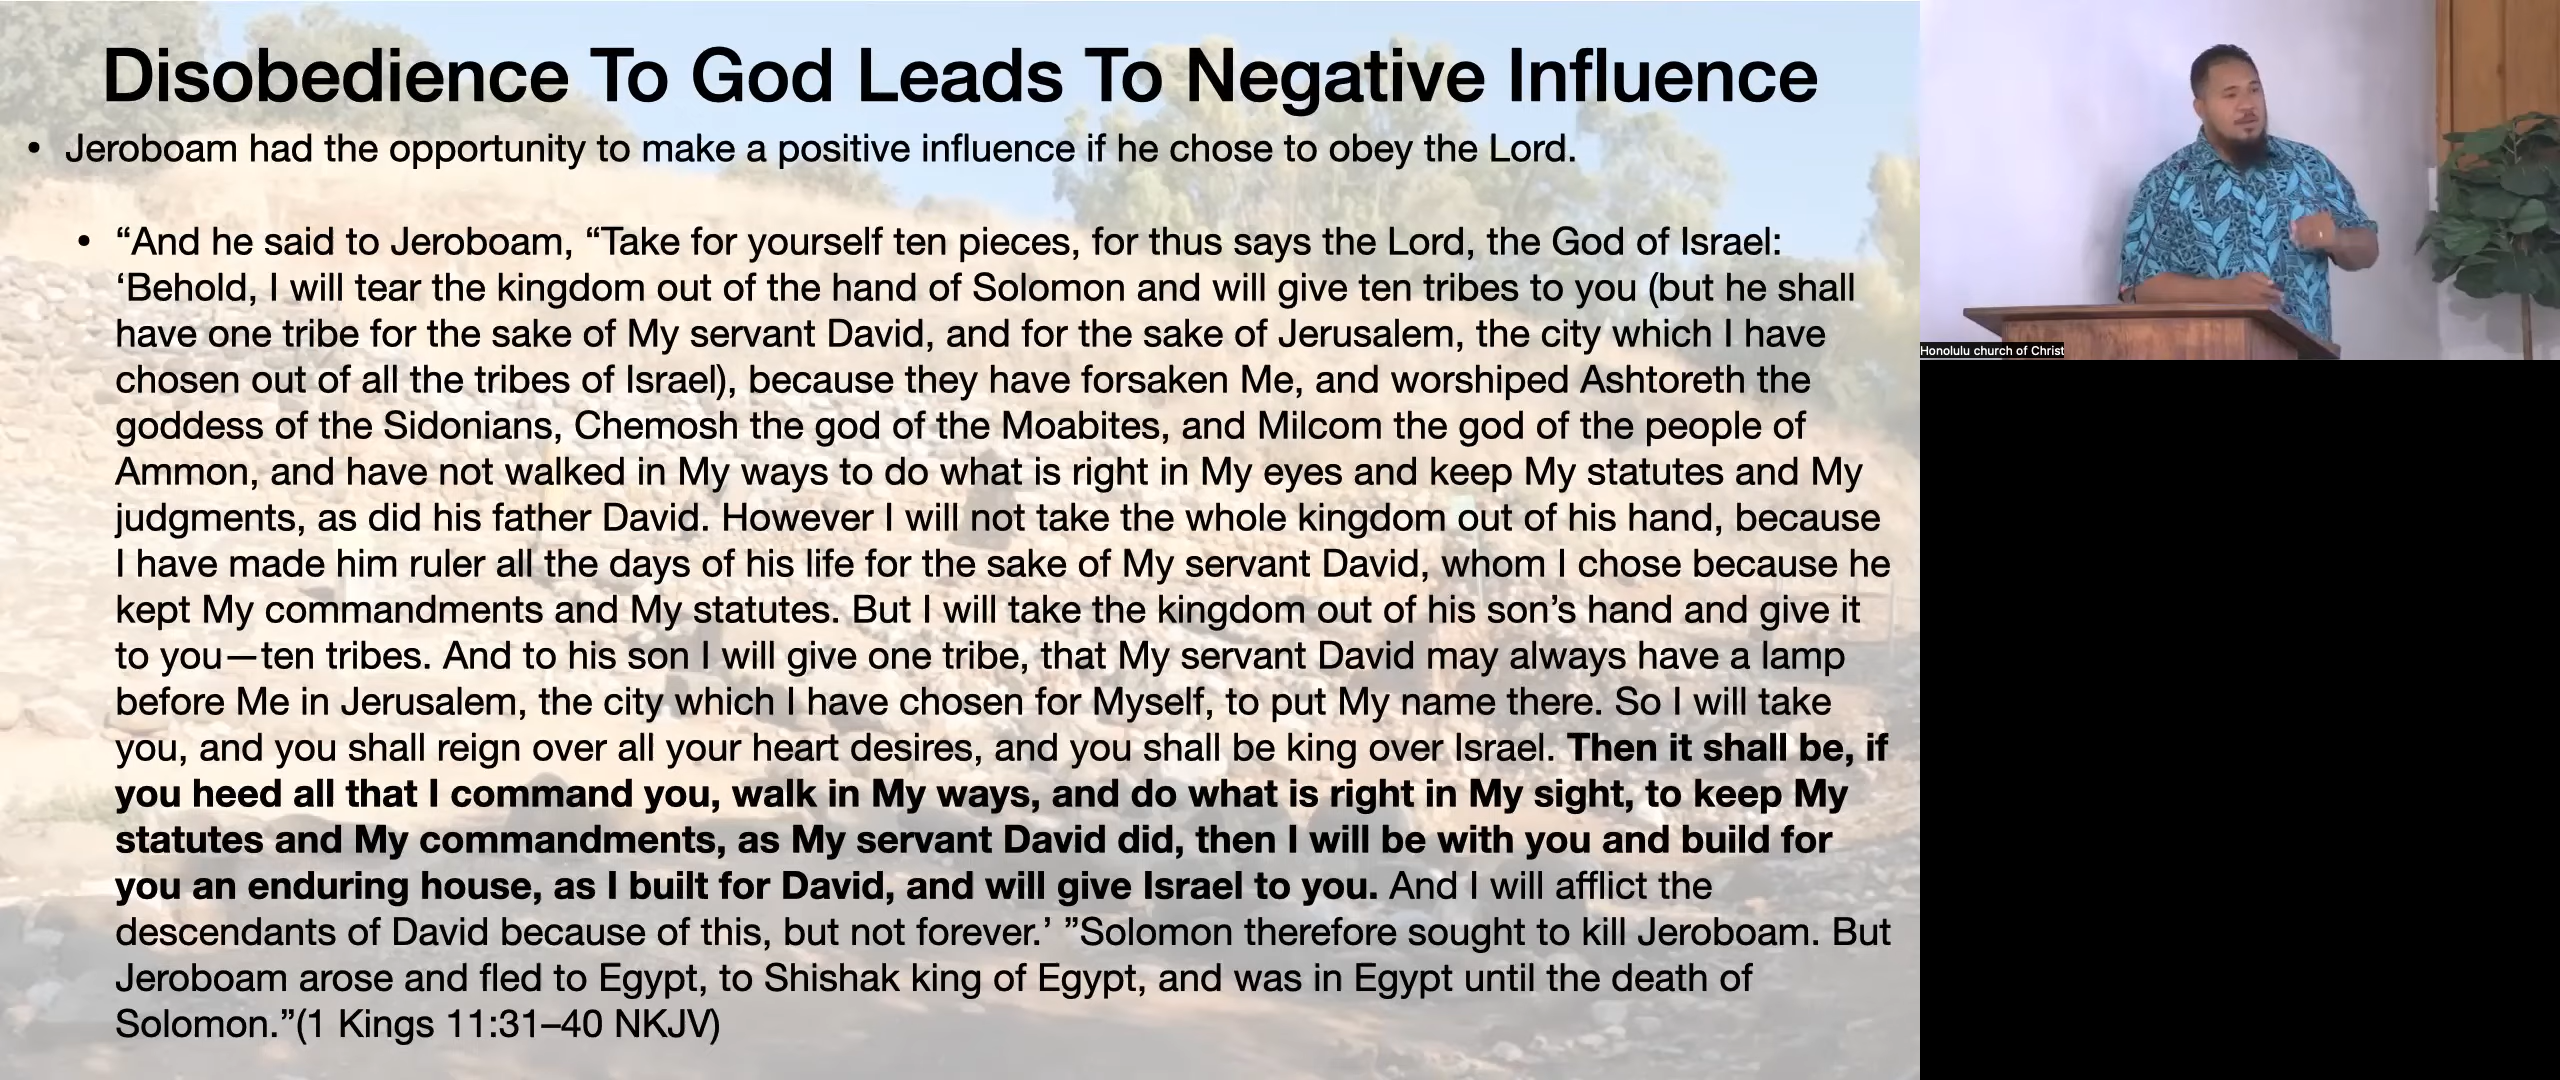 Disobedience To God Leads To Negative Influence
• Jeroboam had the opportunity to make a positive influence if he chose to obey the Lord.
• “And he said to Jeroboam, “Take for yourself ten pieces, for thus says the Lord, the God of Israel:
‘Behold, I will tear the kingdom out of the hand of Solomon and will give ten tribes to you (but he shall
have one tribe for the sake of My servant David, and for the sake of Jerusalem, the city which I have
chosen out of all the tribes of Israel), because they have forsaken Me, and worshiped Ashtoreth the
goddess of the Sidonians, Chemosh the god of the Moabites, and Milcom the god of the people of
Ammon, and have not walked in My ways to do what is right in My eyes and keep My statutes and My
judgments, as did his father David. However I will not take the whole kingdom out of his hand, because
I have made him ruler all the days of his life for the sake of My servant David, whom I chose because he
kept My commandments and My statutes. But I will take the kingdom out of his son’s hand and give it
to you—ten tribes. And to his son I will give one tribe, that My servant David may always have a lamp
before Me in Jerusalem, the city which I have chosen for Myself, to put My name there. So I will take
you, and you shall reign over all your heart desires, and you shall be king over Israel. Then it shall be, if
you heed all that I command you, walk in My ways, and do what is right in My sight, to keep My
statutes and My commandments, as My servant David did, then I will be with you and build for
you an enduring house, as I built for David, and will give Israel to you. And I will afflict the
descendants of David because of this, but not forever.’ ”Solomon therefore sought to kill Jeroboam. But
Jeroboam arose and fled to Egypt, to Shishak king of Egypt, and was in Egypt until the death of
Solomon.”(1 Kings 11:31–40 NKJV)
Honolulu church of Christ